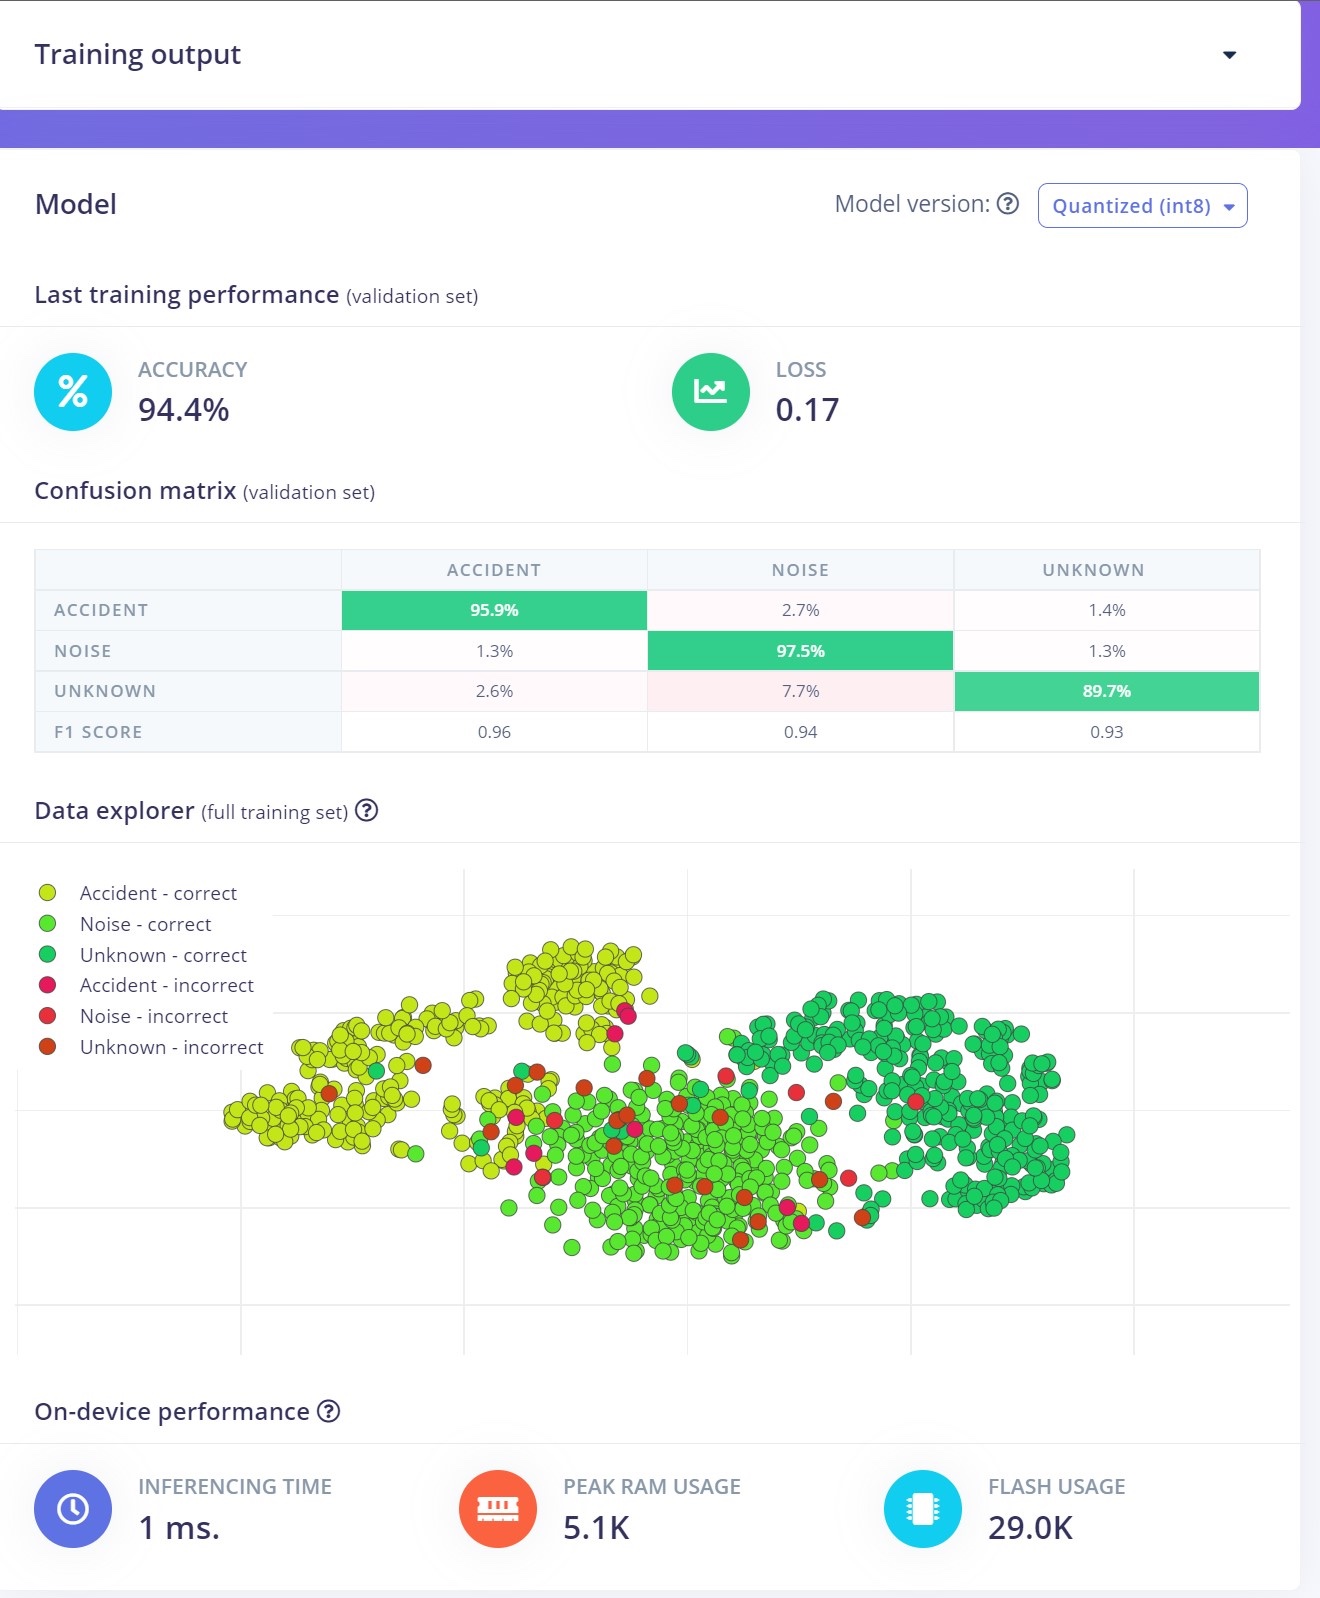 Training output
Model
Model version: Quantized (int8)
Last training performance (validation set)
ACCURACY
94.4%
LOSS
0.17
Confusion matrix (validation set)
ACCIDENT NOISE UNKNOWN
ACCIDENT 95.9% 2.7% 1.4%
NOISE 1.3% 97.5% 1.3%
UNKNOWN 2.6% 7.7% 89.7%
F1 SCORE 0.96 0.94 0.93
Data explorer (full training set)
Accident - correct
Noise - correct
Unknown - correct
Accident - incorrect
Noise - incorrect
Unknown - incorrect
On-device performance
INFERENCING TIME
1 ms.
PEAK RAM USAGE
5.1K
FLASH USAGE
29.0K